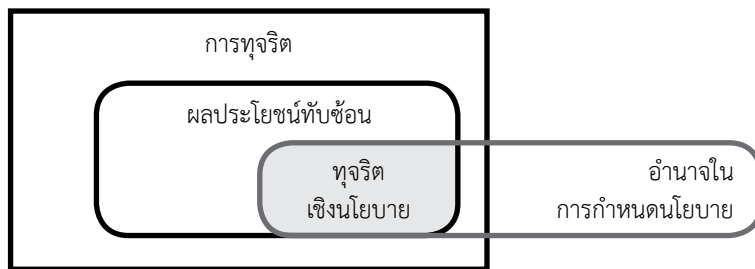 การทุจริต
ผลประโยชน์ทับซ้อน
ทุจริต
เชิงนโยบาย
อำนาจใน
การกำหนดนโยบาย